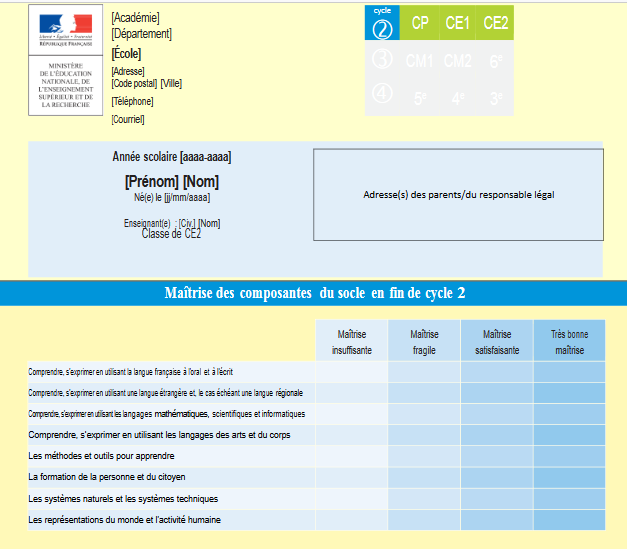 Liberté • Égalité • Fraternité
RÉPUBLIQUE FRANÇAISE
MINISTÈRE
DE L'ÉDUCATION
NATIONALE, DE
L'ENSEIGNEMENT
SUPÉRIEUR ET DE
LA RECHERCHE
[Académie]
[Département]
[École]
[Adresse]
[Code postal] [Ville]
[Téléphone]
[Courriel]
cycle
② CP CE1 CE2
③ CM1 CM2 6e
④ 5e 4e 3e
Année scolaire [aaaa-aaaa]
[Prénom] [Nom]
Né(e) le [jj/mm/aaaa]
Enseignant(e) : [Civ.] [Nom]
Classe de CE2
Adresse(s) des parents/du responsable légal
Maîtrise des composantes du socle en fin de cycle 2
Maîtrise insuffisante
Maîtrise fragile
Maîtrise satisfaisante
Très bonne maîtrise
Comprendre, s'exprimer en utilisant la langue française à l'oral et à l'écrit
Comprendre, s'exprimer en utilisant une langue étrangère et, le cas échéant une langue régionale
Comprendre, s'exprimer en utilisant les langages mathématiques, scientifiques et informatiques
Comprendre, s'exprimer en utilisant les langages des arts et du corps
Les méthodes et outils pour apprendre
La formation de la personne et du citoyen
Les systèmes naturels et les systèmes techniques
Les représentations du monde et l'activité humaine